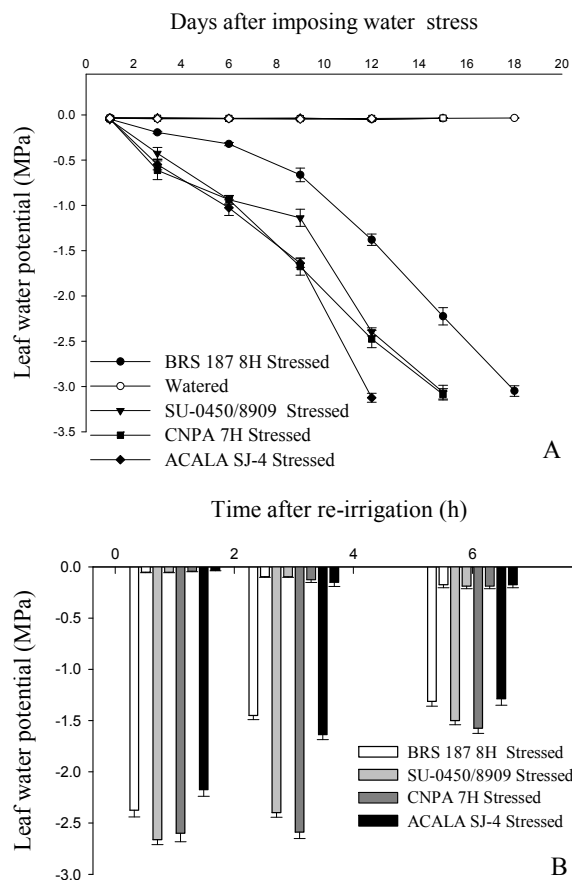 Days after imposing water stress
0 2 4 6 8 10 12 14 16 18 20
Leaf water potential (MPa)
0.0
-0.5
-1.0
-1.5
-2.0
-2.5
-3.0
-3.5
BRS 187 8H Stressed
Watered
SU-0450/8909 Stressed
CNPA 7H Stressed
ACALA SJ-4 Stressed
A
Time after re-irrigation (h)
0 2 4 6
Leaf water potential (MPa)
0.0
-0.5
-1.0
-1.5
-2.0
-2.5
-3.0
BRS 187 8H Stressed
SU-0450/8909 Stressed
CNPA 7H Stressed
ACALA SJ-4 Stressed
B